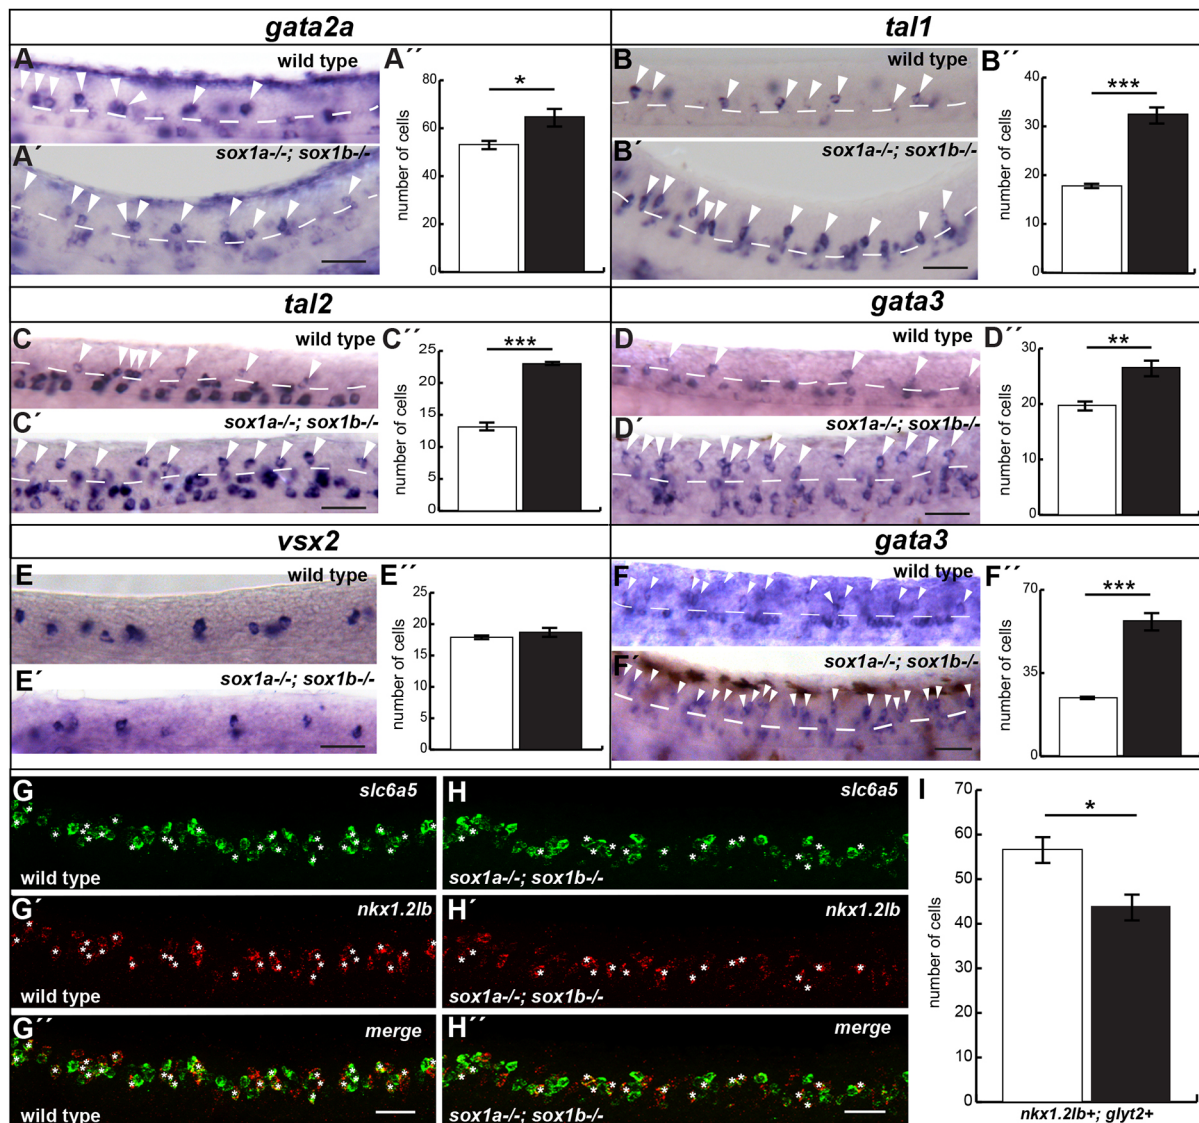 gata2a
tal1
A
wild type
A´
sox1a-/-; sox1b-/-
A´´
number of cells
80
60
40
20
0
*
B
wild type
B´
sox1a-/-; sox1b-/-
B´´
number of cells
40
30
20
10
0
***
tal2
gata3
C
wild type
C´
sox1a-/-; sox1b-/-
C´´
number of cells
25
20
15
10
5
0
***
D
wild type
D´
sox1a-/-; sox1b-/-
D´´
number of cells
30
20
10
0
**
vsx2
gata3
E
wild type
E´
sox1a-/-; sox1b-/-
E´´
number of cells
25
20
15
10
5
0
F
wild type
F´
sox1a-/-; sox1b-/-
F´´
number of cells
70
35
0
***
G
slc6a5
wild type
H
slc6a5
sox1a-/-; sox1b-/-
G´
nkx1.2lb
wild type
H´
nkx1.2lb
sox1a-/-; sox1b-/-
G´´
merge
wild type
H´´
merge
sox1a-/-; sox1b-/-
I
number of cells
70
60
50
40
30
20
10
0
*
nkx1.2lb+; glyt2+